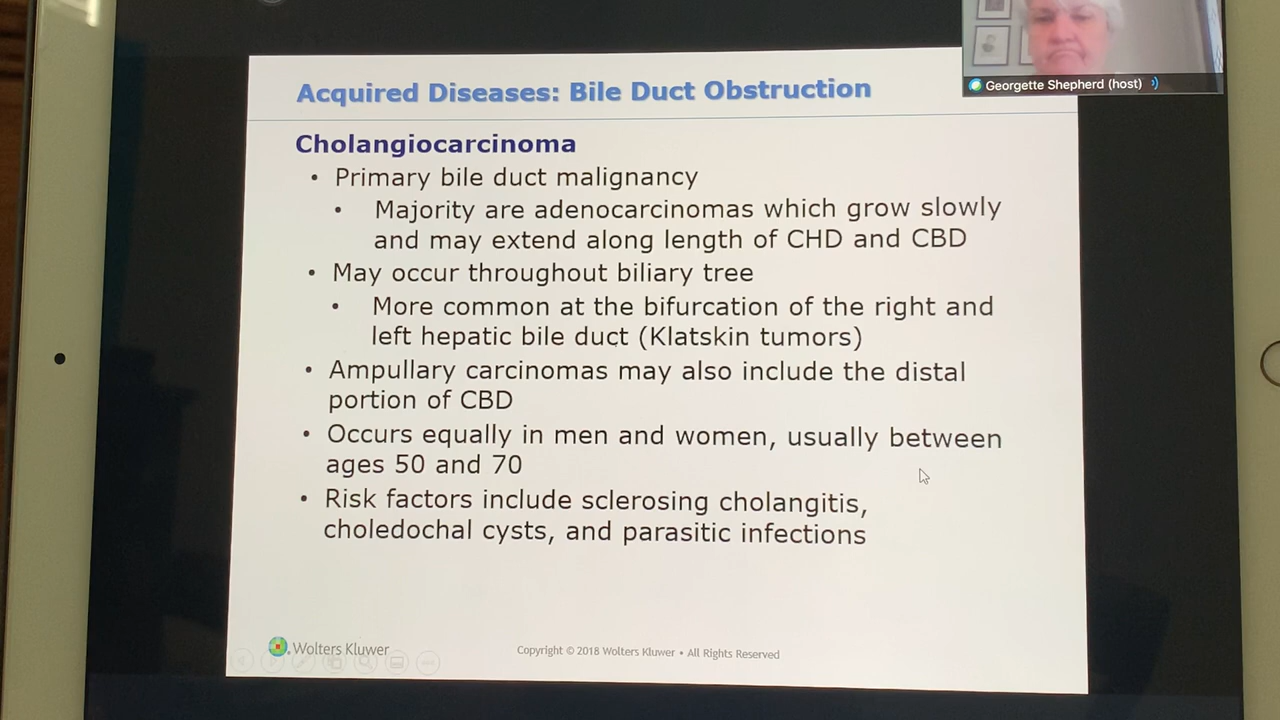 Acquired Diseases: Bile Duct Obstruction
Georgette Shepherd (host)
Cholangiocarcinoma
• Primary bile duct malignancy
• Majority are adenocarcinomas which grow slowly
and may extend along length of CHD and CBD
• May occur throughout biliary tree
• More common at the bifurcation of the right and
left hepatic bile duct (Klatskin tumors)
• Ampullary carcinomas may also include the distal
portion of CBD
• Occurs equally in men and women, usually between
ages 50 and 70
• Risk factors include sclerosing cholangitis,
choledochal cysts, and parasitic infections
Wolters Kluwer
Copyright © 2018 Wolters Kluwer • All Rights Reserved